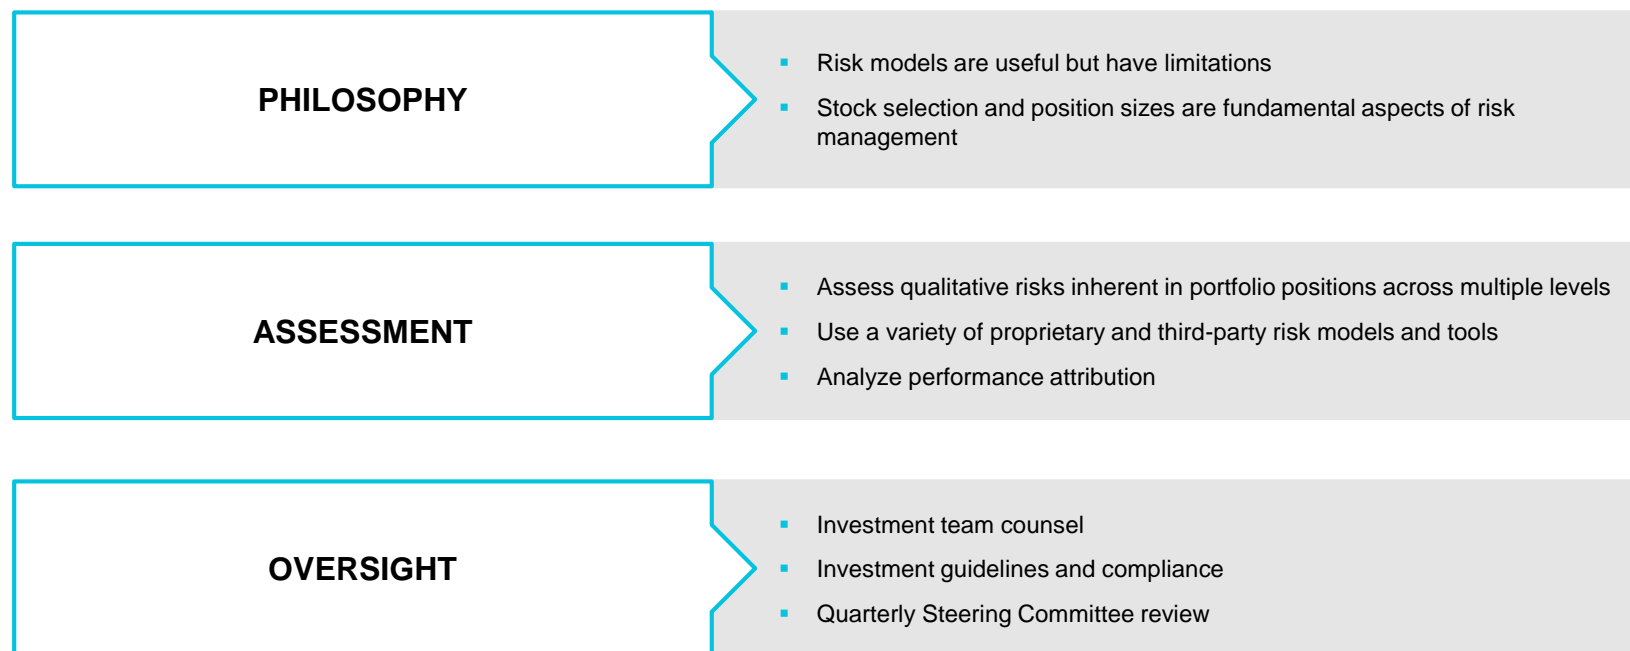 PHILOSOPHY
▪ Risk models are useful but have limitations
▪ Stock selection and position sizes are fundamental aspects of risk
management
ASSESSMENT
▪ Assess qualitative risks inherent in portfolio positions across multiple levels
▪ Use a variety of proprietary and third-party risk models and tools
▪ Analyze performance attribution
OVERSIGHT
▪ Investment team counsel
▪ Investment guidelines and compliance
▪ Quarterly Steering Committee review